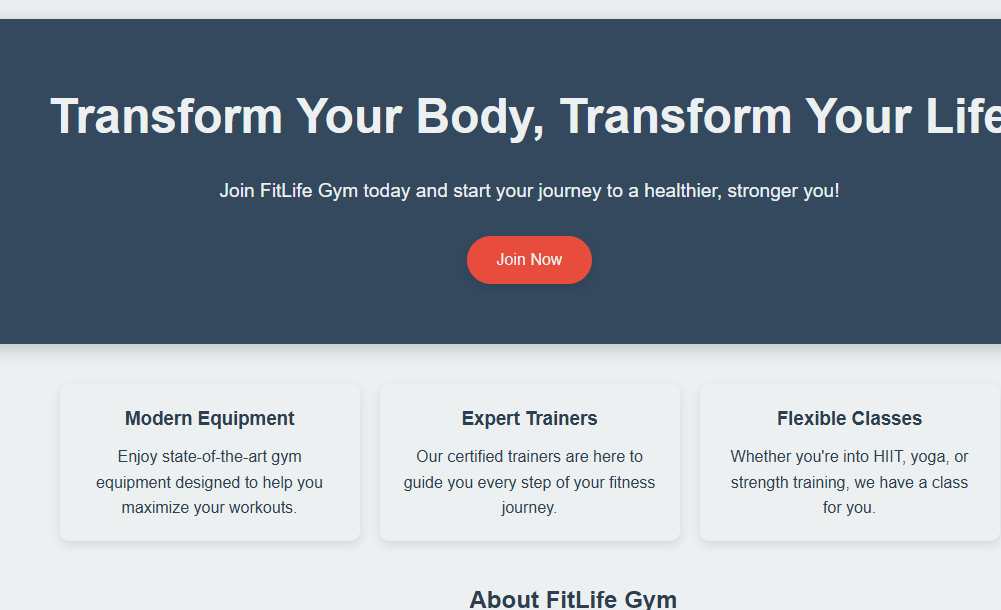 Transform Your Body, Transform Your Life
Join FitLife Gym today and start your journey to a healthier, stronger you!
Join Now
Modern Equipment
Enjoy state-of-the-art gym
equipment designed to help you
maximize your workouts.
Expert Trainers
Our certified trainers are here to
guide you every step of your fitness
journey.
Flexible Classes
Whether you're into HIIT, yoga, or
strength training, we have a class
for you.
About FitLife Gym